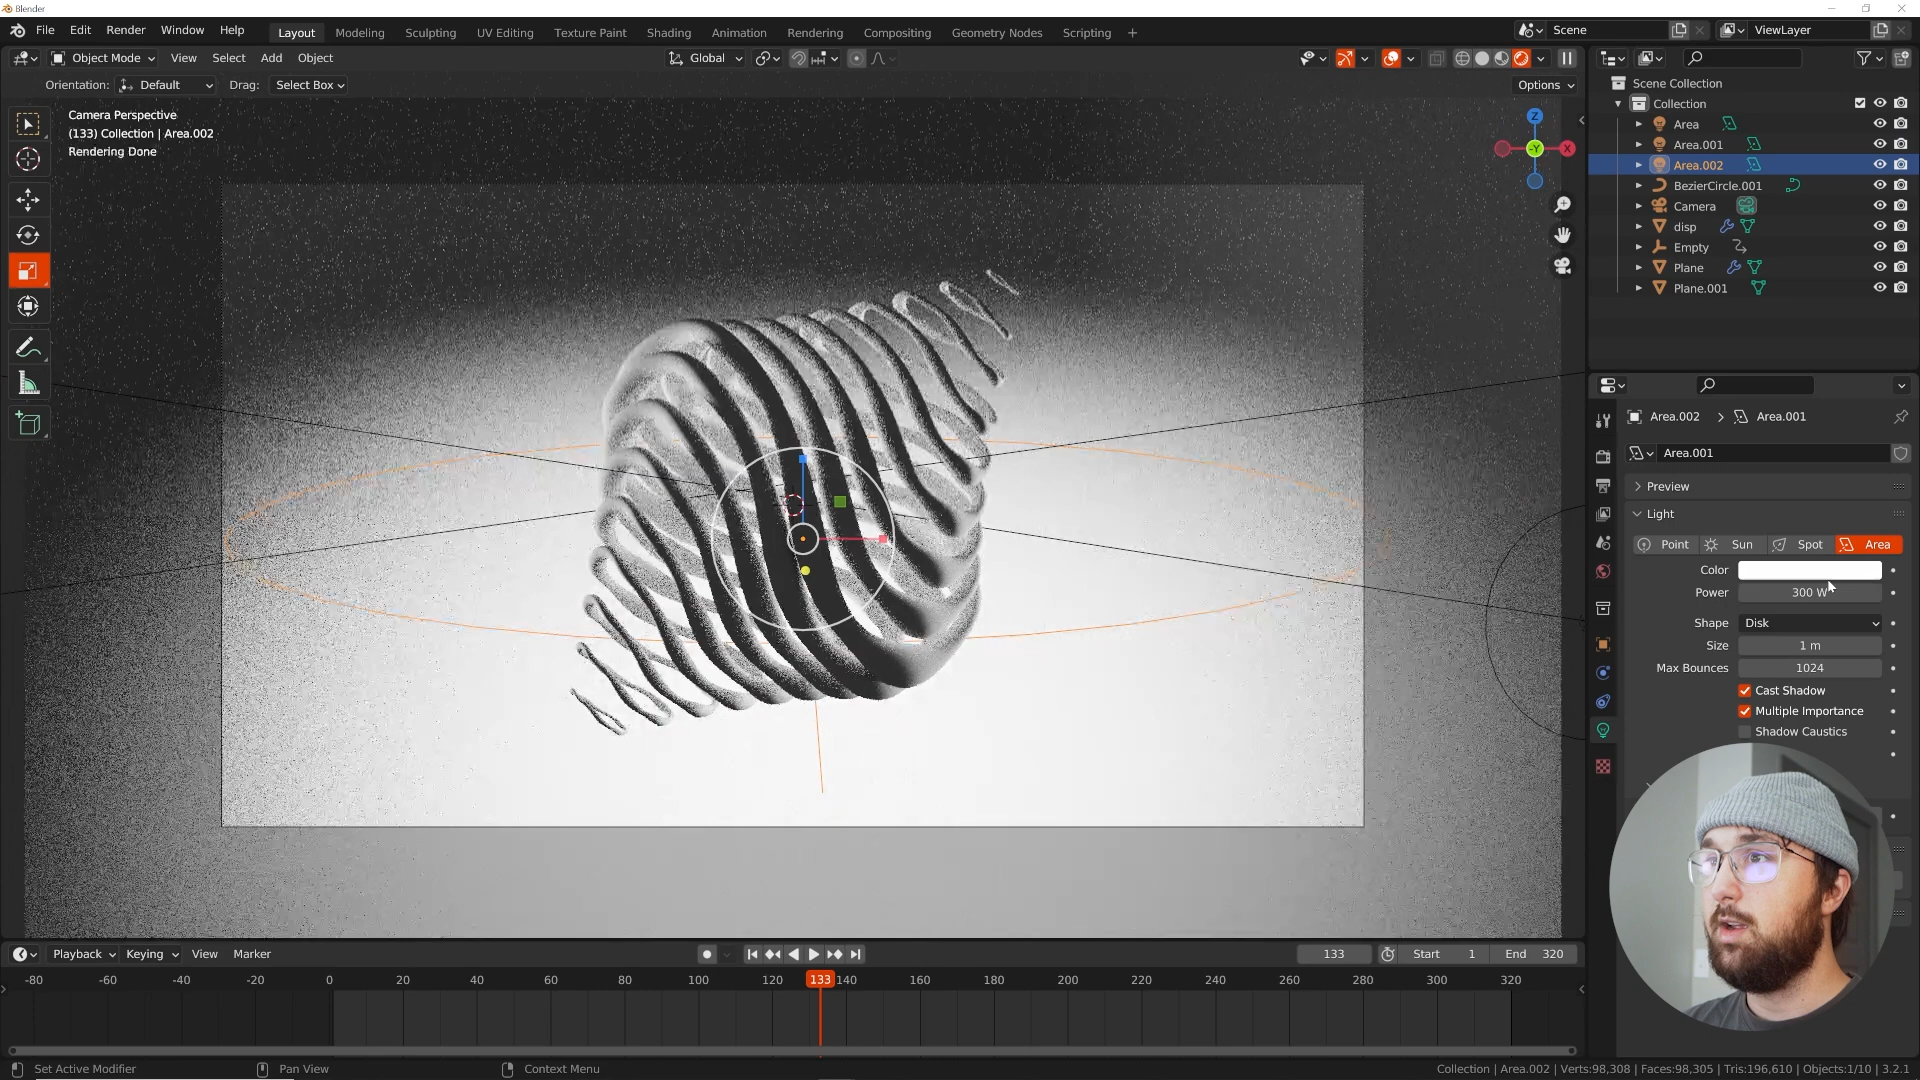 Blender
File Edit Render Window Help Layout Modeling Sculpting UV Editing Texture Paint Shading Animation Rendering Compositing Geometry Nodes Scripting + Scene ViewLayer
Object Mode View Select Add Object Global
Orientation: Default Drag: Select Box Options
Camera Perspective
(133) Collection | Area.002
Rendering Done
Z
-Y
X
Scene Collection
Collection
Area
Area.001
Area.002
BezierCircle.001
Camera
disp
Empty
Plane
Plane.001
Area.002 > Area.001
Area.001
Preview
Light
Point Sun Spot Area
Color
Power 300 W
Shape Disk
Size 1 m
Max Bounces 1024
Cast Shadow
Multiple Importance
Shadow Caustics
Playback Keying View Marker 133 Start 1 End 320
-80 -60 -40 -20 0 20 40 60 80 100 120 133 140 160 180 200 220 240 260 280 300 320
Set Active Modifier Pan View Context Menu Collection | Area.002 | Verts:98,308 | Faces:98,305 | Tris:196,610 | Objects:1/10 | 3.2.1